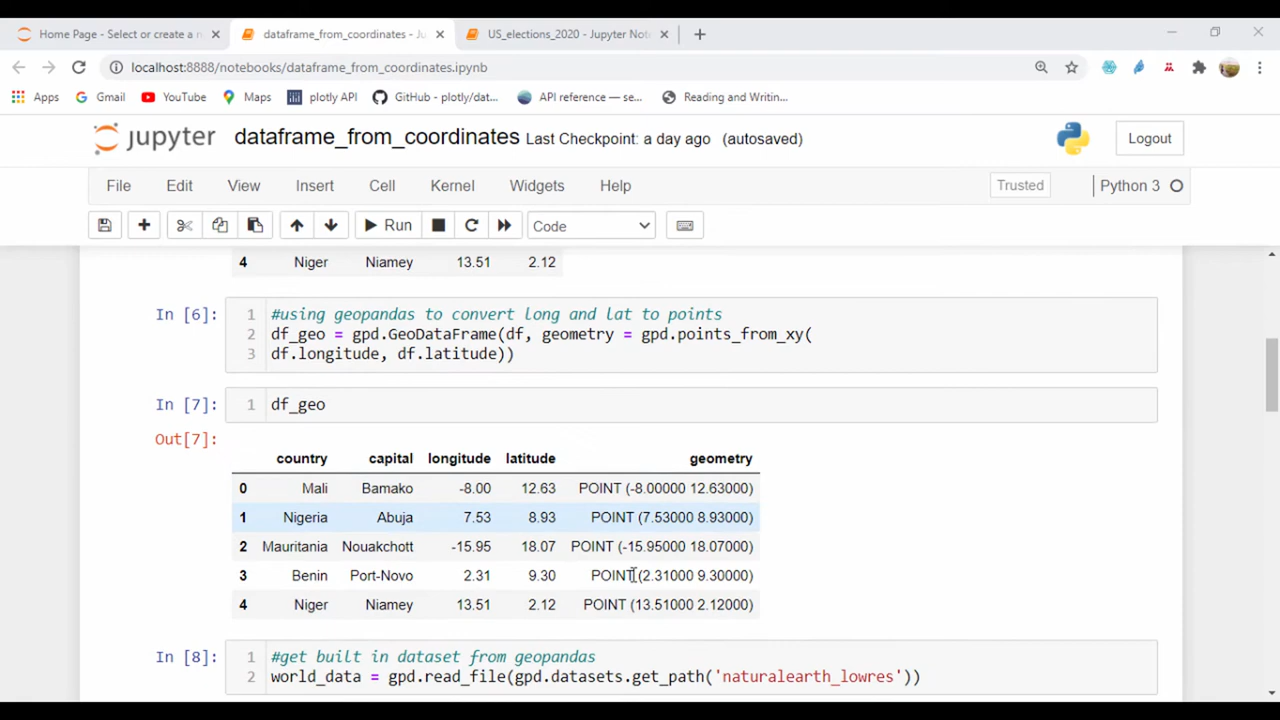 Home Page - Select or create a n
dataframe_from_coordinates - Ju
US_elections_2020 - Jupyter Note
localhost:8888/notebooks/dataframe_from_coordinates.ipynb
Apps Gmail YouTube Maps plotly API GitHub - plotly/dat... API reference — se... Reading and Writin...
jupyter dataframe_from_coordinates Last Checkpoint: a day ago (autosaved) Logout
File Edit View Insert Cell Kernel Widgets Help Trusted Python 3
Run Code
4 Niger Niamey 13.51 2.12
In [6]: 1 #using geopandas to convert long and lat to points
2 df_geo = gpd.GeoDataFrame(df, geometry = gpd.points_from_xy(
3 df.longitude, df.latitude))
In [7]: 1 df_geo
Out[7]:
country capital longitude latitude geometry
0 Mali Bamako -8.00 12.63 POINT (-8.00000 12.63000)
1 Nigeria Abuja 7.53 8.93 POINT (7.53000 8.93000)
2 Mauritania Nouakchott -15.95 18.07 POINT (-15.95000 18.07000)
3 Benin Port-Novo 2.31 9.30 POINT (2.31000 9.30000)
4 Niger Niamey 13.51 2.12 POINT (13.51000 2.12000)
In [8]: 1 #get built in dataset from geopandas
2 world_data = gpd.read_file(gpd.datasets.get_path('naturalearth_lowres'))